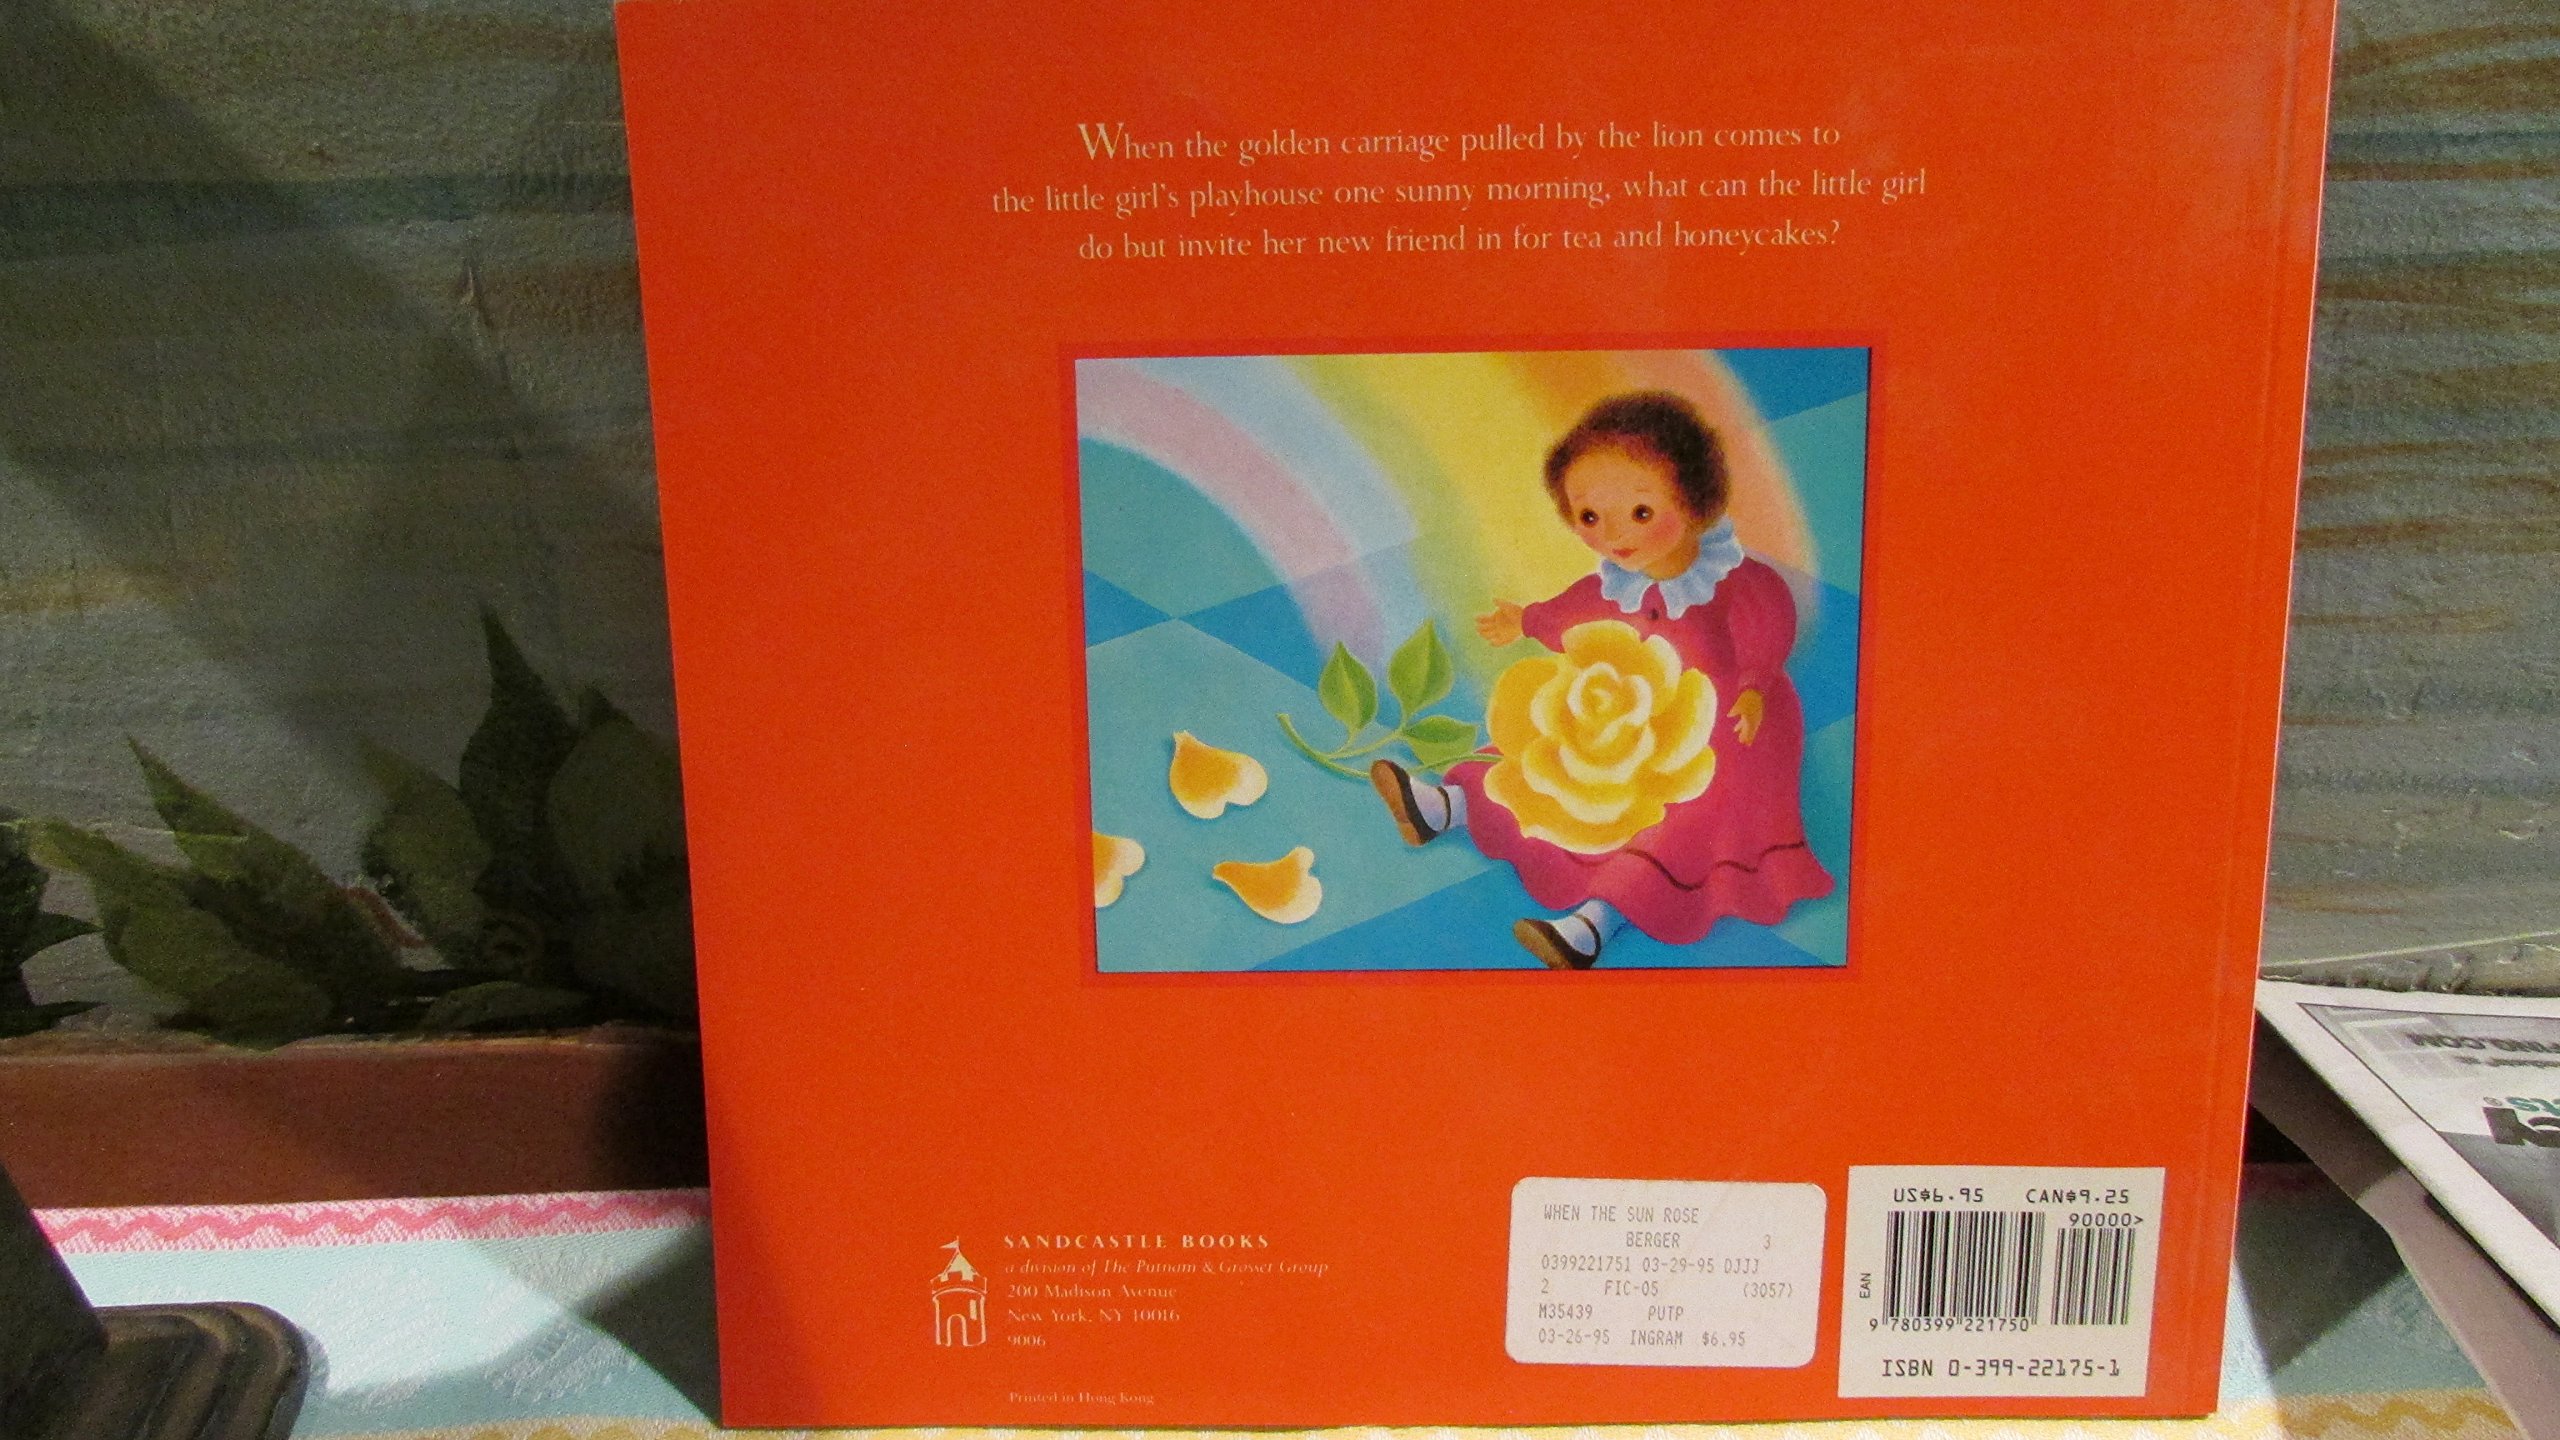 When the golden carriage pulled by the lion comes to
the little girl's playhouse one sunny morning, what can the little girl
do but invite her new friend in for tea and honeycakes?
SANDCASTLE BOOKS
a division of The Putnam & Grosset Group
200 Madison Avenue
New York, NY 10016
9006
Printed in Hong Kong
WHEN THE SUN ROSE
BERGER 3
0399221751 03-29-95 DJJJ
2 FIC-05 (3057)
M35439 PUTP
03-26-95 INGRAM $6.95
US$6.95 CAN$9.25
90000>
EAN
9 780399 221750
ISBN 0-399-22175-1